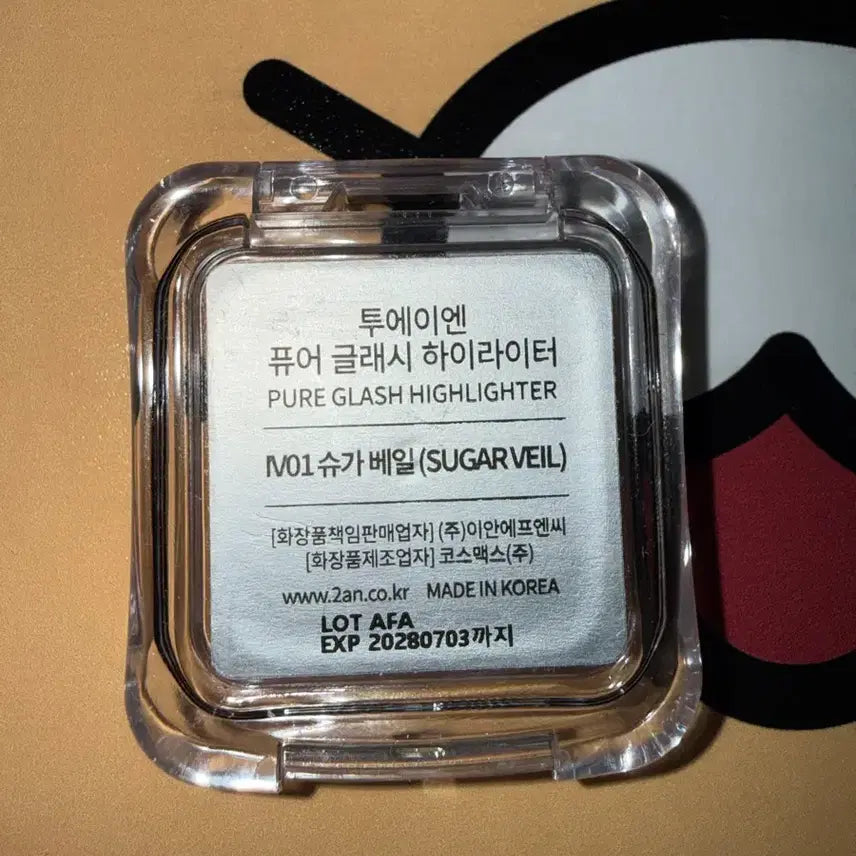 투에이엔
퓨어 글래시 하이라이터
PURE GLASH HIGHLIGHTER
IV01 슈가 베일 (SUGAR VEIL)
[화장품책임판매업자] (주)이안에프엔씨
[화장품제조업자] 코스맥스(주)
www.2an.co.kr MADE IN KOREA
LOT AFA
EXP 20280703까지